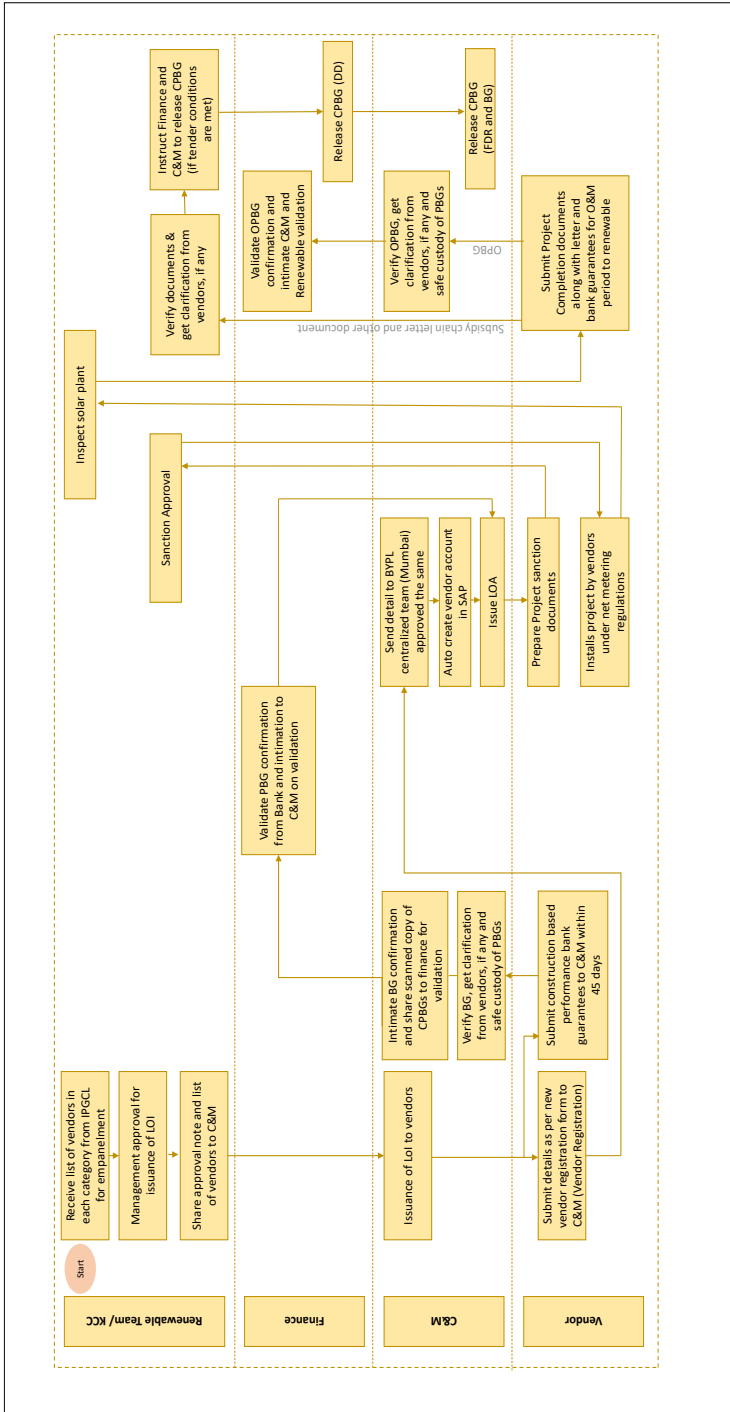 Renewable Team/ KCC
Start
Receive list of vendors in
each category from IPGCL
for empanelment
Management approval for
issuance of LOI
Share approval note and list
of vendors to C&M
Sanction Approval
Inspect solar plant
Verify documents &
get clarification from
vendors, if any
Instruct Finance and
C&M to release CPBG
(if tender conditions
are met)
Finance
Validate PBG confirmation
from Bank and intimation to
C&M on validation
Validate OPBG
confirmation and
intimate C&M and
Renewable validation
Release CPBG (DD)
C&M
Issuance of LoI to vendors
Intimate BG confirmation
and share scanned copy of
CPBGs to finance for
validation
Verify BG, get clarification
from vendors, if any and
safe custody of PBGs
Send detail to BYPL
centralized team (Mumbai)
approved the same
Auto create vendor account
in SAP
Issue LOA
Verify OPBG, get
clarification from
vendors, if any and
safe custody of PBGs
Release CPBG
(FDR and BG)
Vendor
Submit details as per new
vendor registration form to
C&M (Vendor Registration)
Submit construction based
performance bank
guarantees to C&M within
45 days
Prepare Project sanction
documents
Installs project by vendors
under net metering
regulations
Subsidy chain letter and other document
OPBG
Submit Project
Completion documents
along with letter and
bank guarantees for O&M
period to renewable